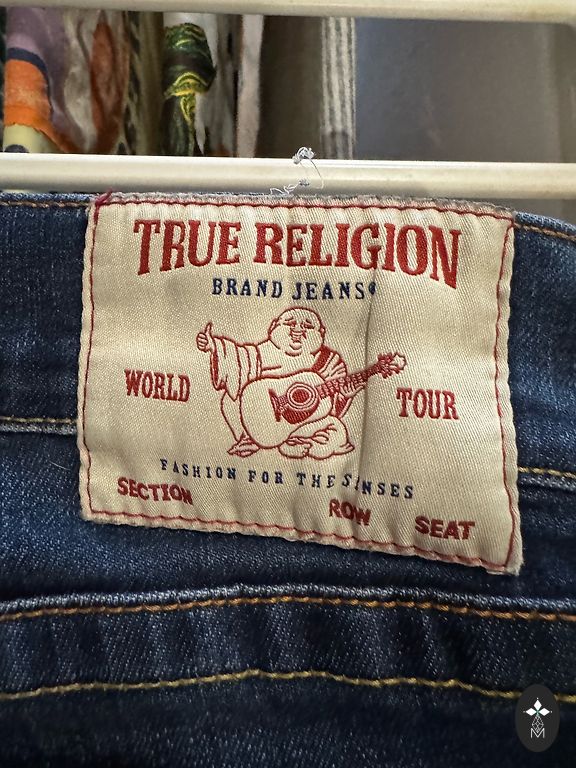 TRUE RELIGION
BRAND JEANS®
WORLD TOUR
FASHION FOR THE SENSES
SECTION ROW SEAT